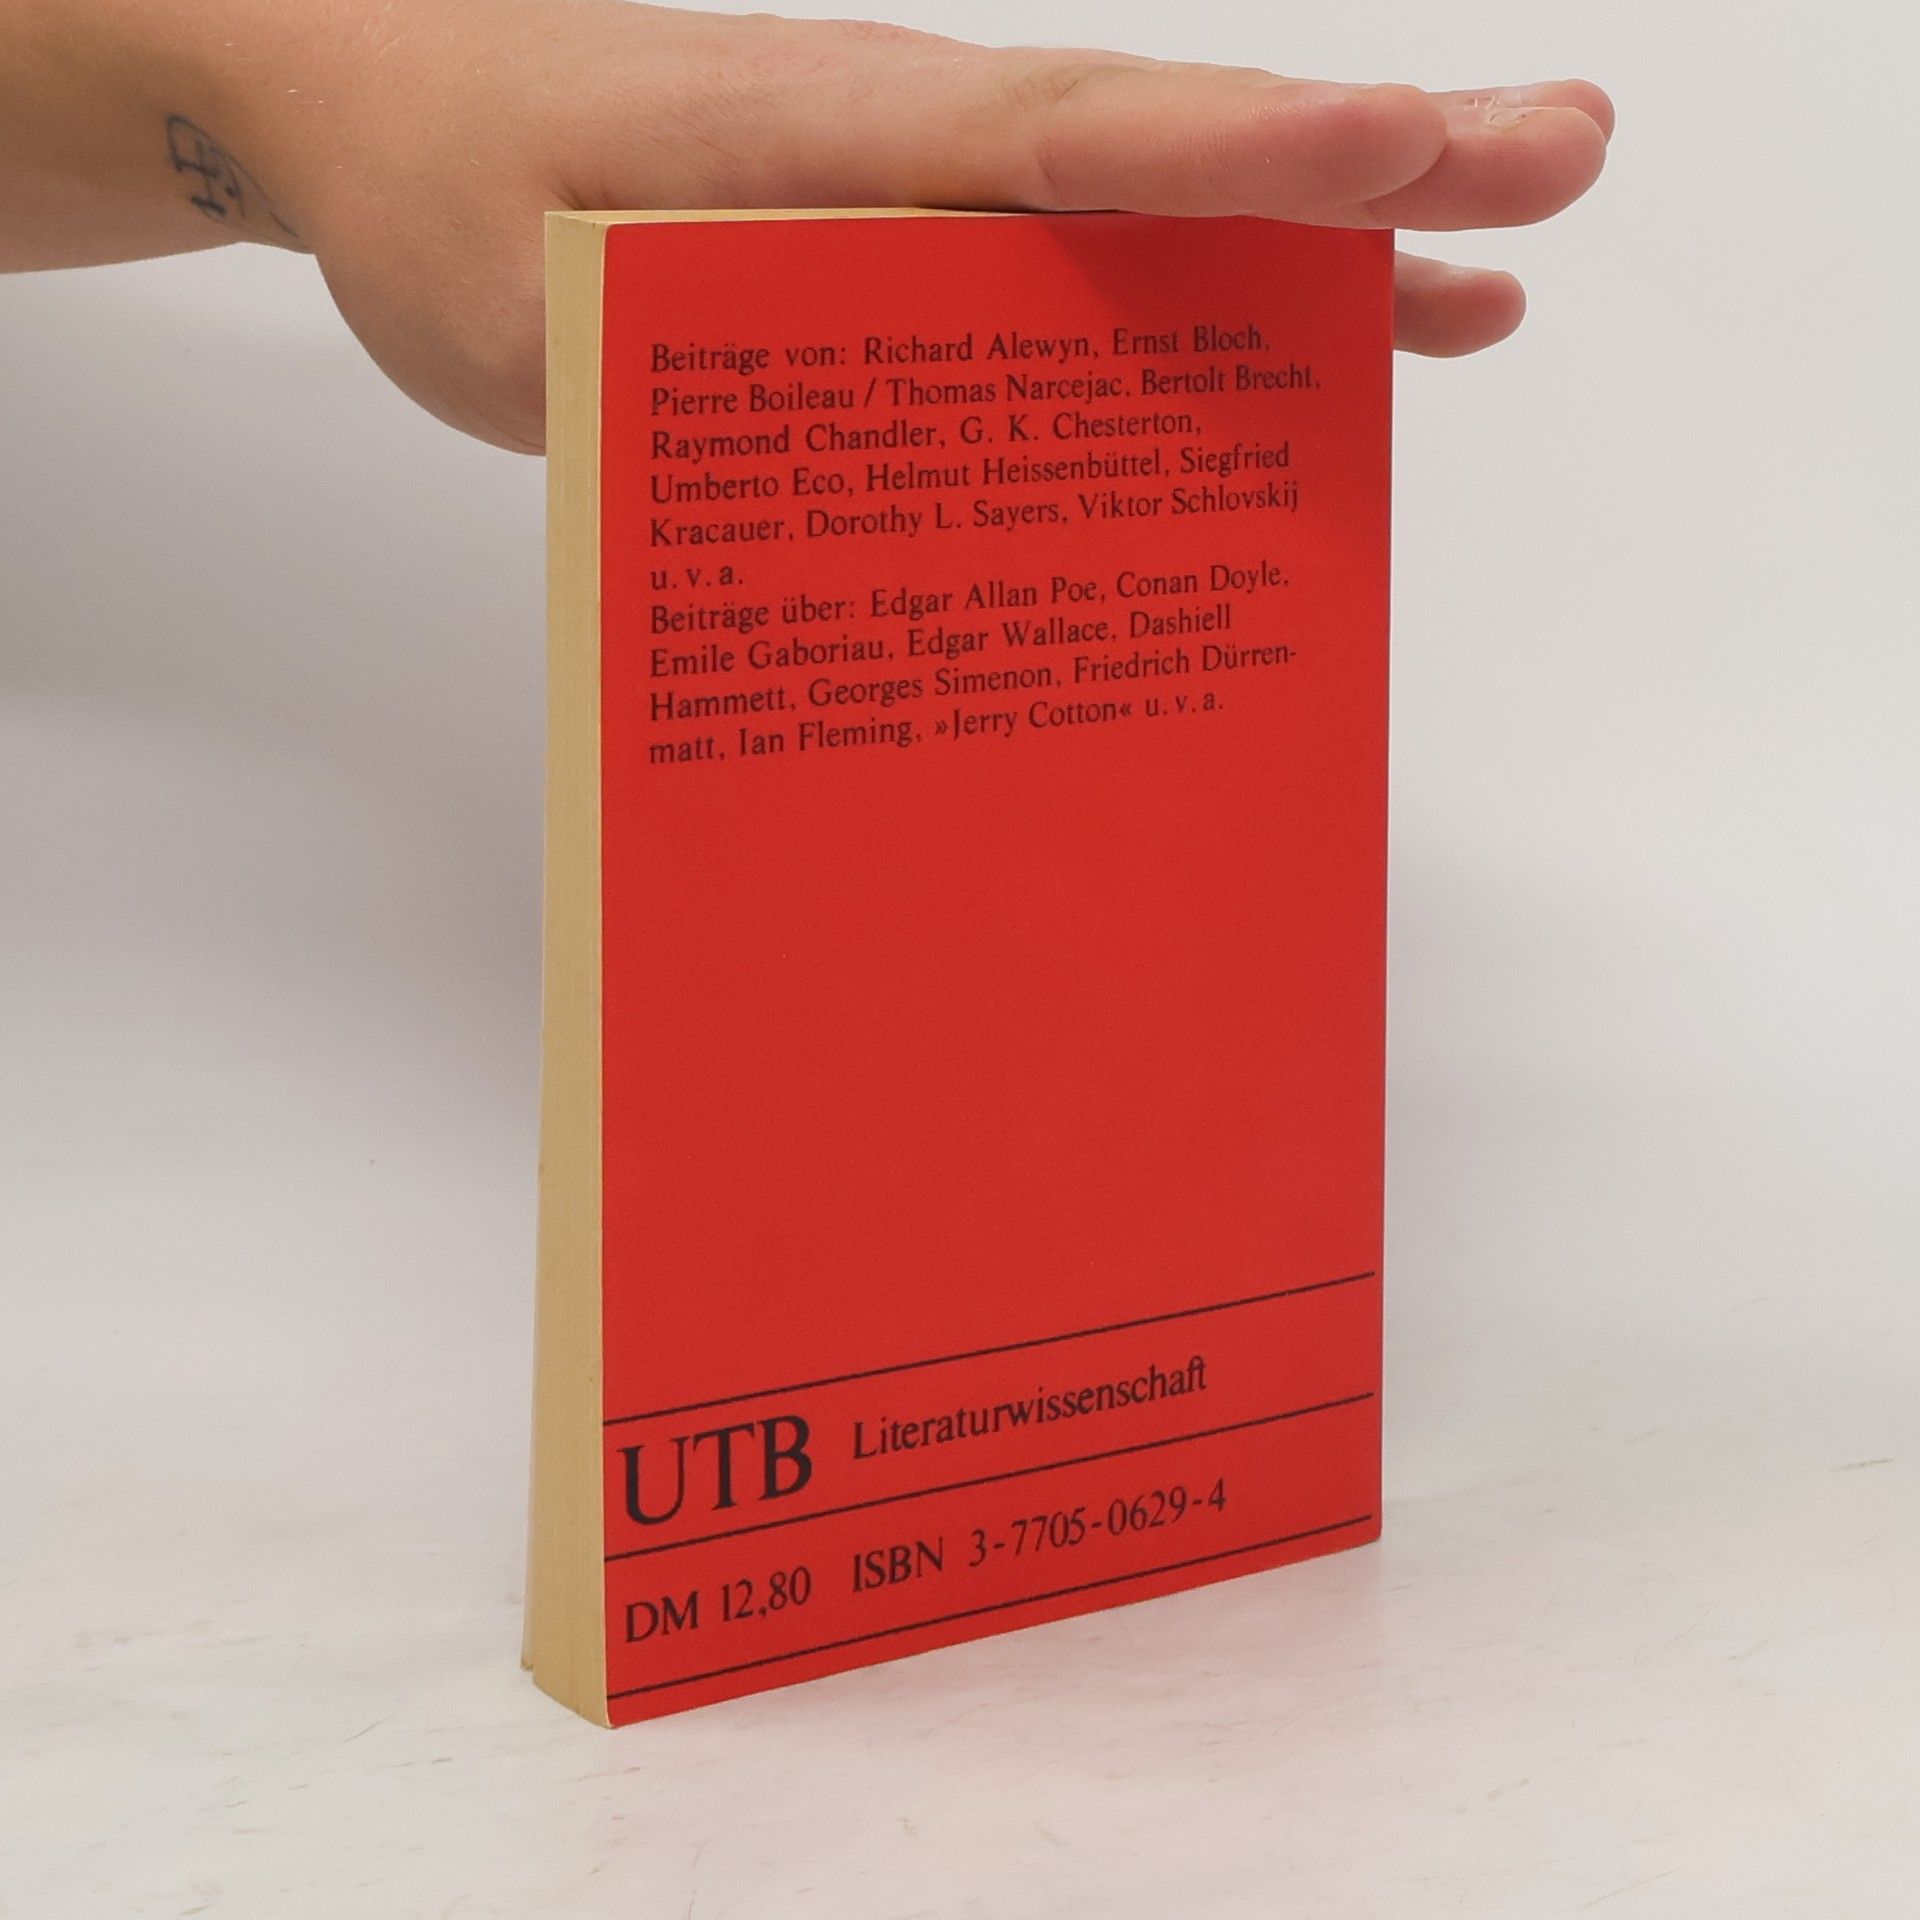 Beiträge von: Richard Alewyn, Ernst Bloch,
Pierre Boileau / Thomas Narcejac, Bertolt Brecht,
Raymond Chandler, G. K. Chesterton,
Umberto Eco, Helmut Heissenbüttel, Siegfried
Kracauer, Dorothy L. Sayers, Viktor Schlovskij
u. v. a.
Beiträge über: Edgar Allan Poe, Conan Doyle,
Emile Gaboriau, Edgar Wallace, Dashiell
Hammett, Georges Simenon, Friedrich Dürren-
matt, Ian Fleming, »Jerry Cotton« u. v. a.
UTB Literaturwissenschaft
DM 12,80 ISBN 3-7705-0629-4